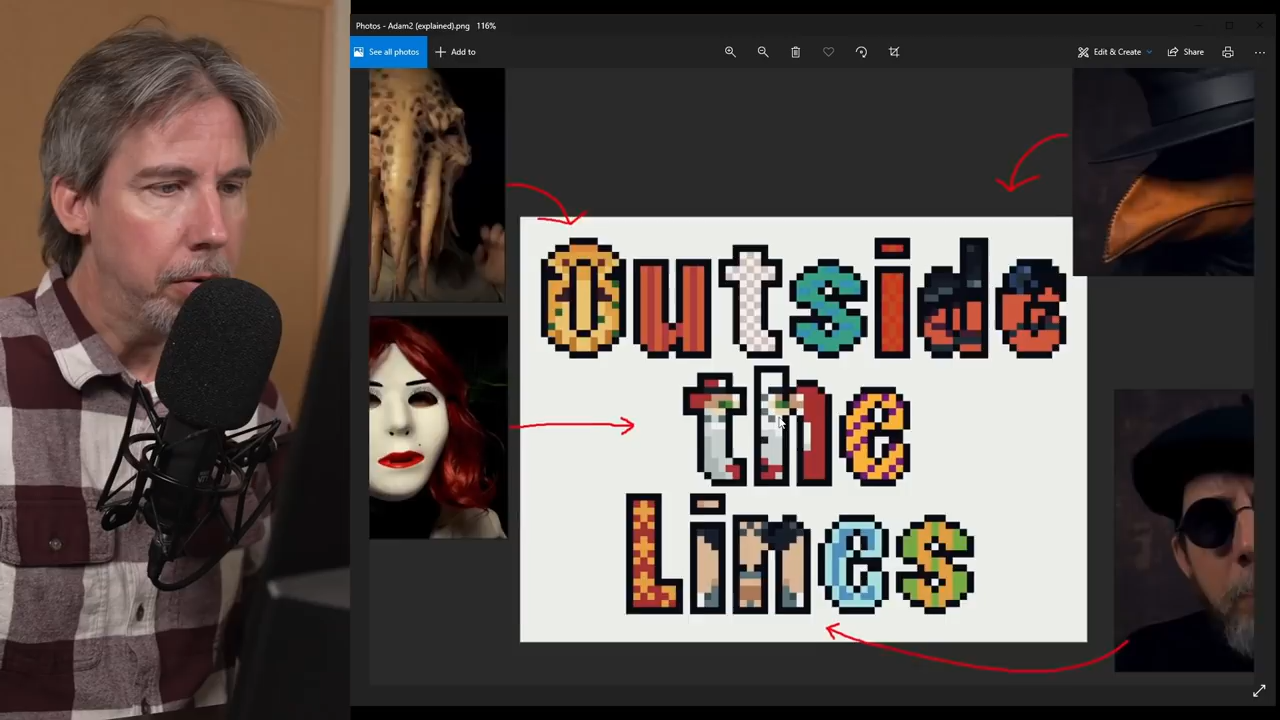 Photos - Adam2 (explained).png 116%
See all photos
Add to
Edit & Create
Share
Outside
the
Lines